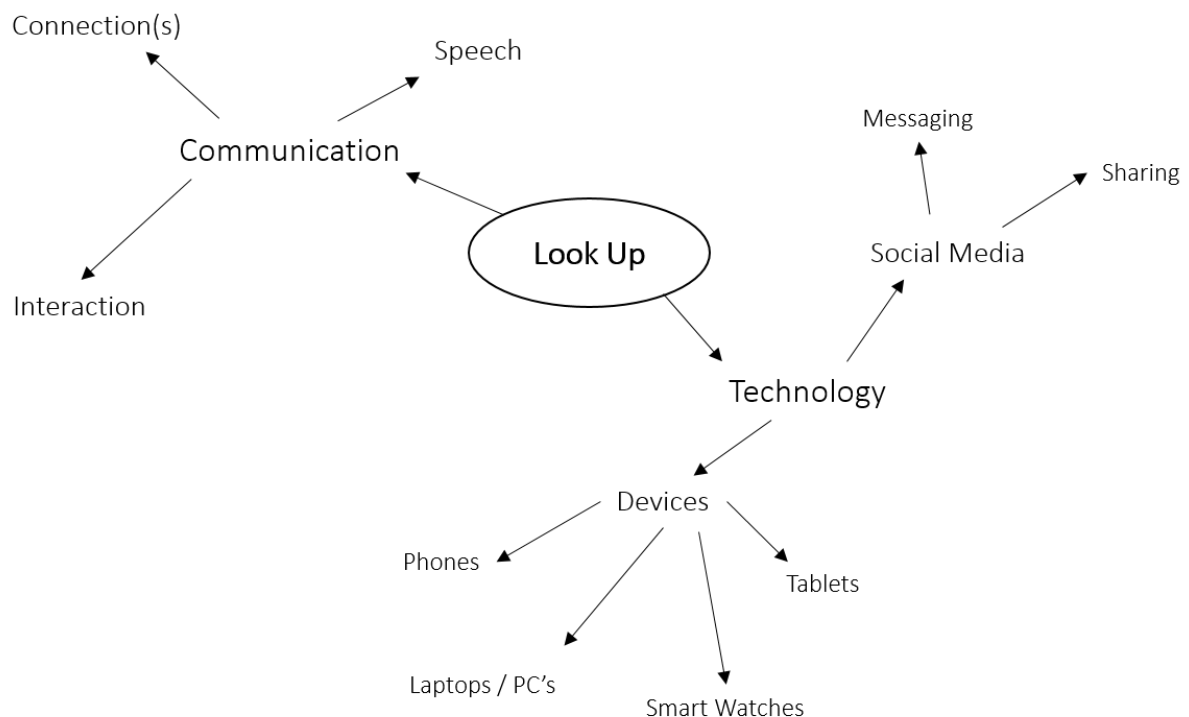 Connection(s)
Speech
Communication
Interaction
Look Up
Messaging
Sharing
Social Media
Technology
Devices
Phones
Tablets
Laptops / PC’s
Smart Watches